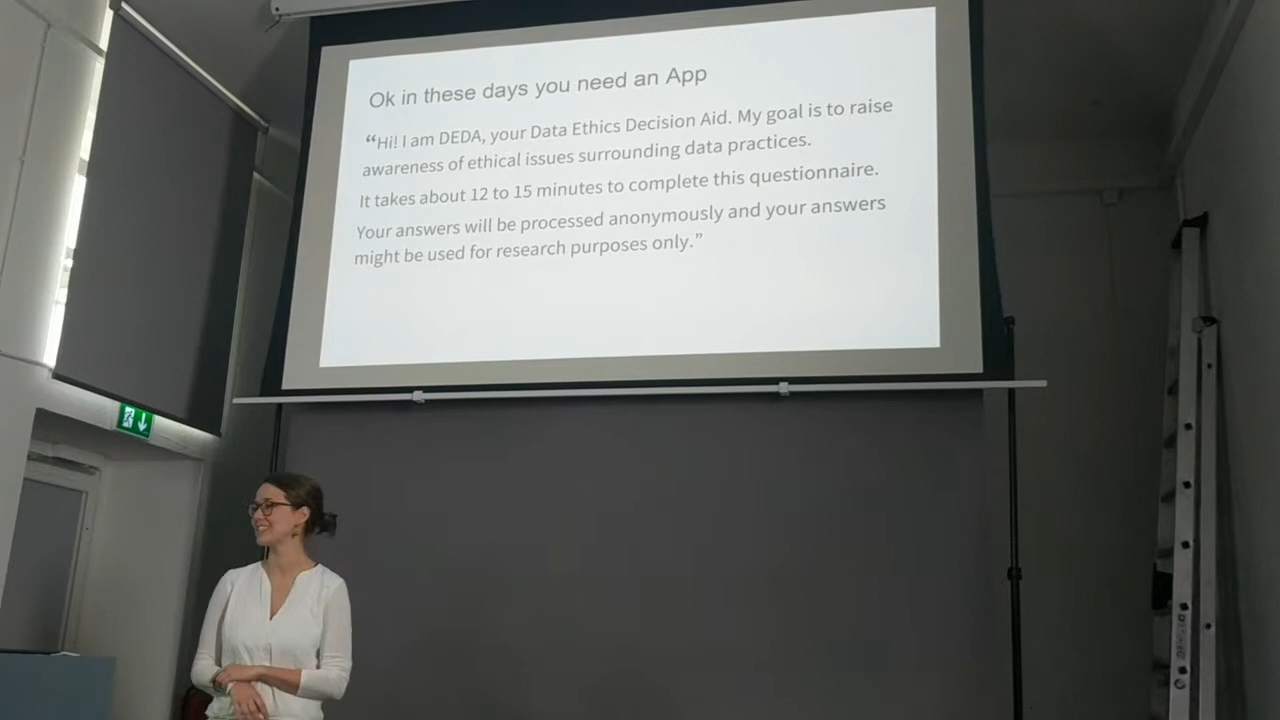 Ok in these days you need an App
“Hi! I am DEDA, your Data Ethics Decision Aid. My goal is to raise
awareness of ethical issues surrounding data practices.
It takes about 12 to 15 minutes to complete this questionnaire.
Your answers will be processed anonymously and your answers
might be used for research purposes only.”